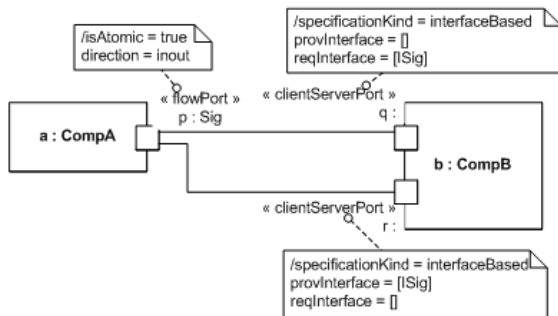 /specificationKind = interfaceBased
provInterface = []
reqInterface = [ISig]
/isAtomic = true
direction = inout
« flowPort »
p : Sig
« clientServerPort »
q :
a : CompA
b : CompB
« clientServerPort »
r :
/specificationKind = interfaceBased
provInterface = [ISig]
reqInterface = []